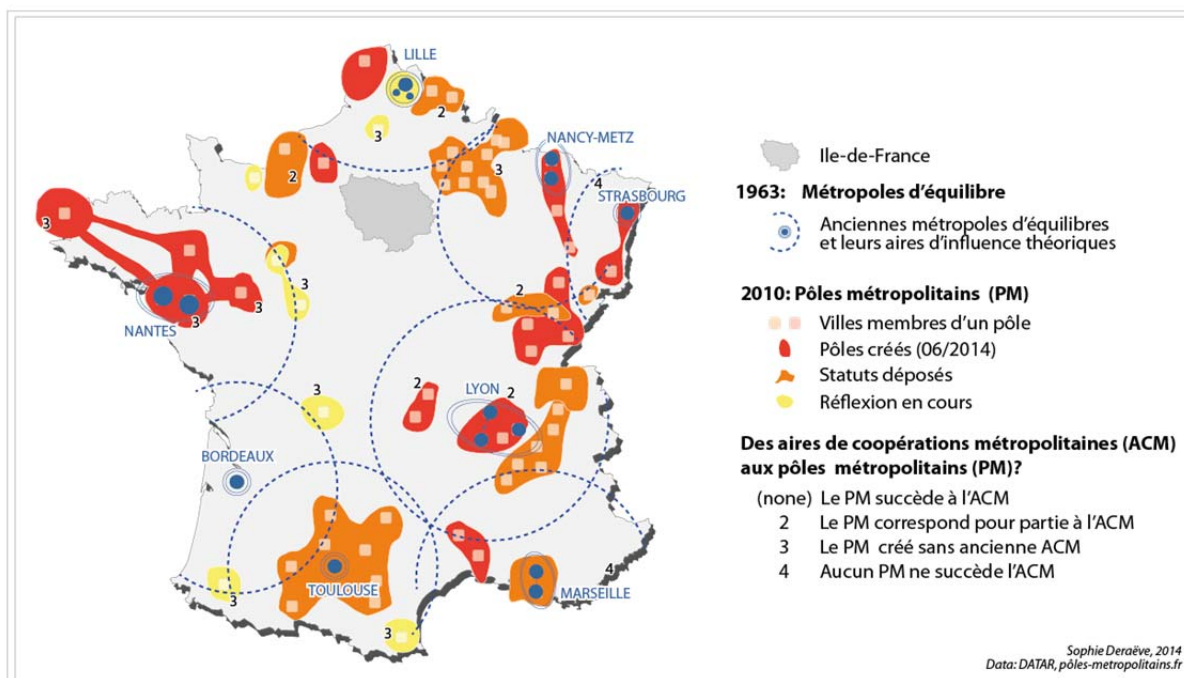 LILLE
2
3
NANCY-METZ
2
3
4
STRASBOURG
3
3
3
3
NANTES
2
3
2
LYON
2
BORDEAUX
TOULOUSE
3
3
MARSEILLE
4
Ile-de-France
1963: Métropoles d'équilibre
Anciennes métropoles d'équilibres
et leurs aires d'influence théoriques
2010: Pôles métropolitains (PM)
Villes membres d'un pôle
Pôles créés (06/2014)
Statuts déposés
Réflexion en cours
Des aires de coopérations métropolitaines (ACM)
aux pôles métropolitains (PM)?
(none) Le PM succède à l'ACM
2 Le PM correspond pour partie à l'ACM
3 Le PM créé sans ancienne ACM
4 Aucun PM ne succède l'ACM
Sophie Deraëve, 2014
Data: DATAR, pôles-metropolitains.fr